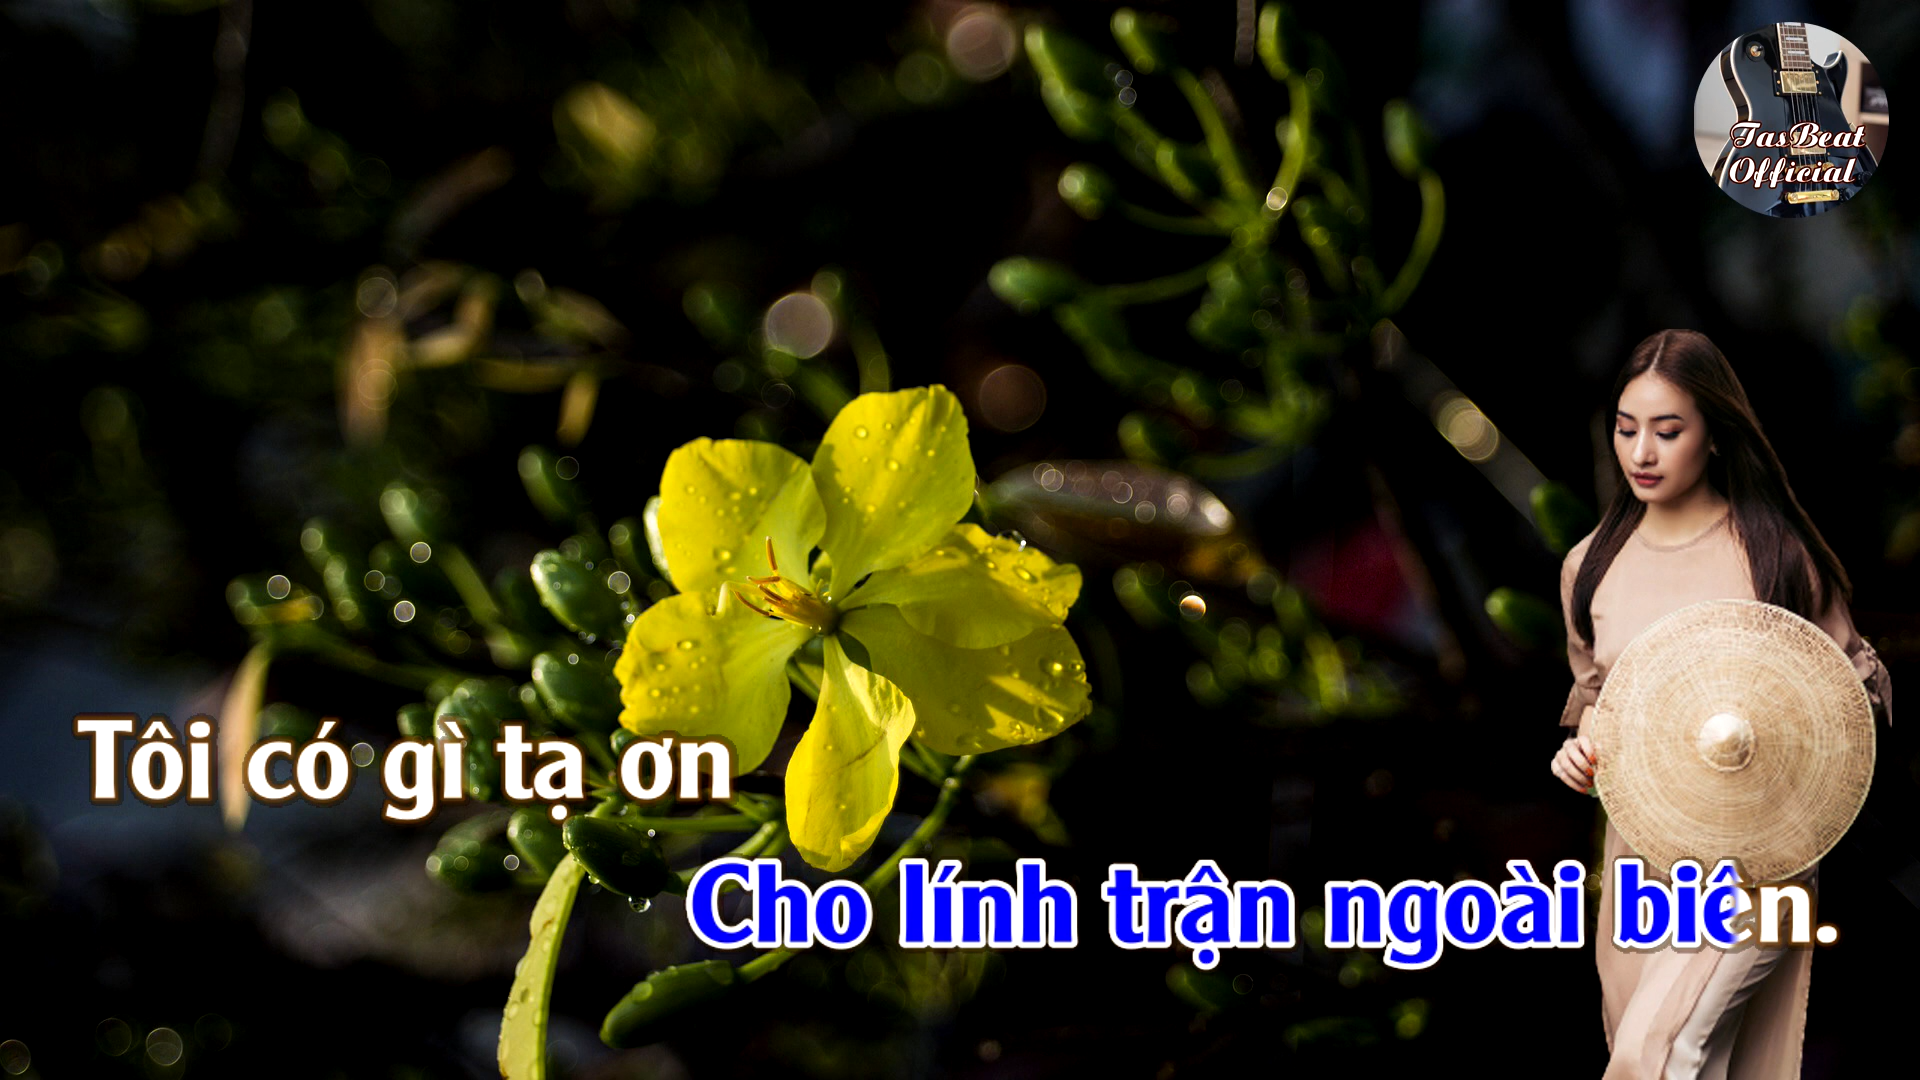 TasBeat
Official
Tôi có gì tạ ơn
Cho lính trận ngoài biên.